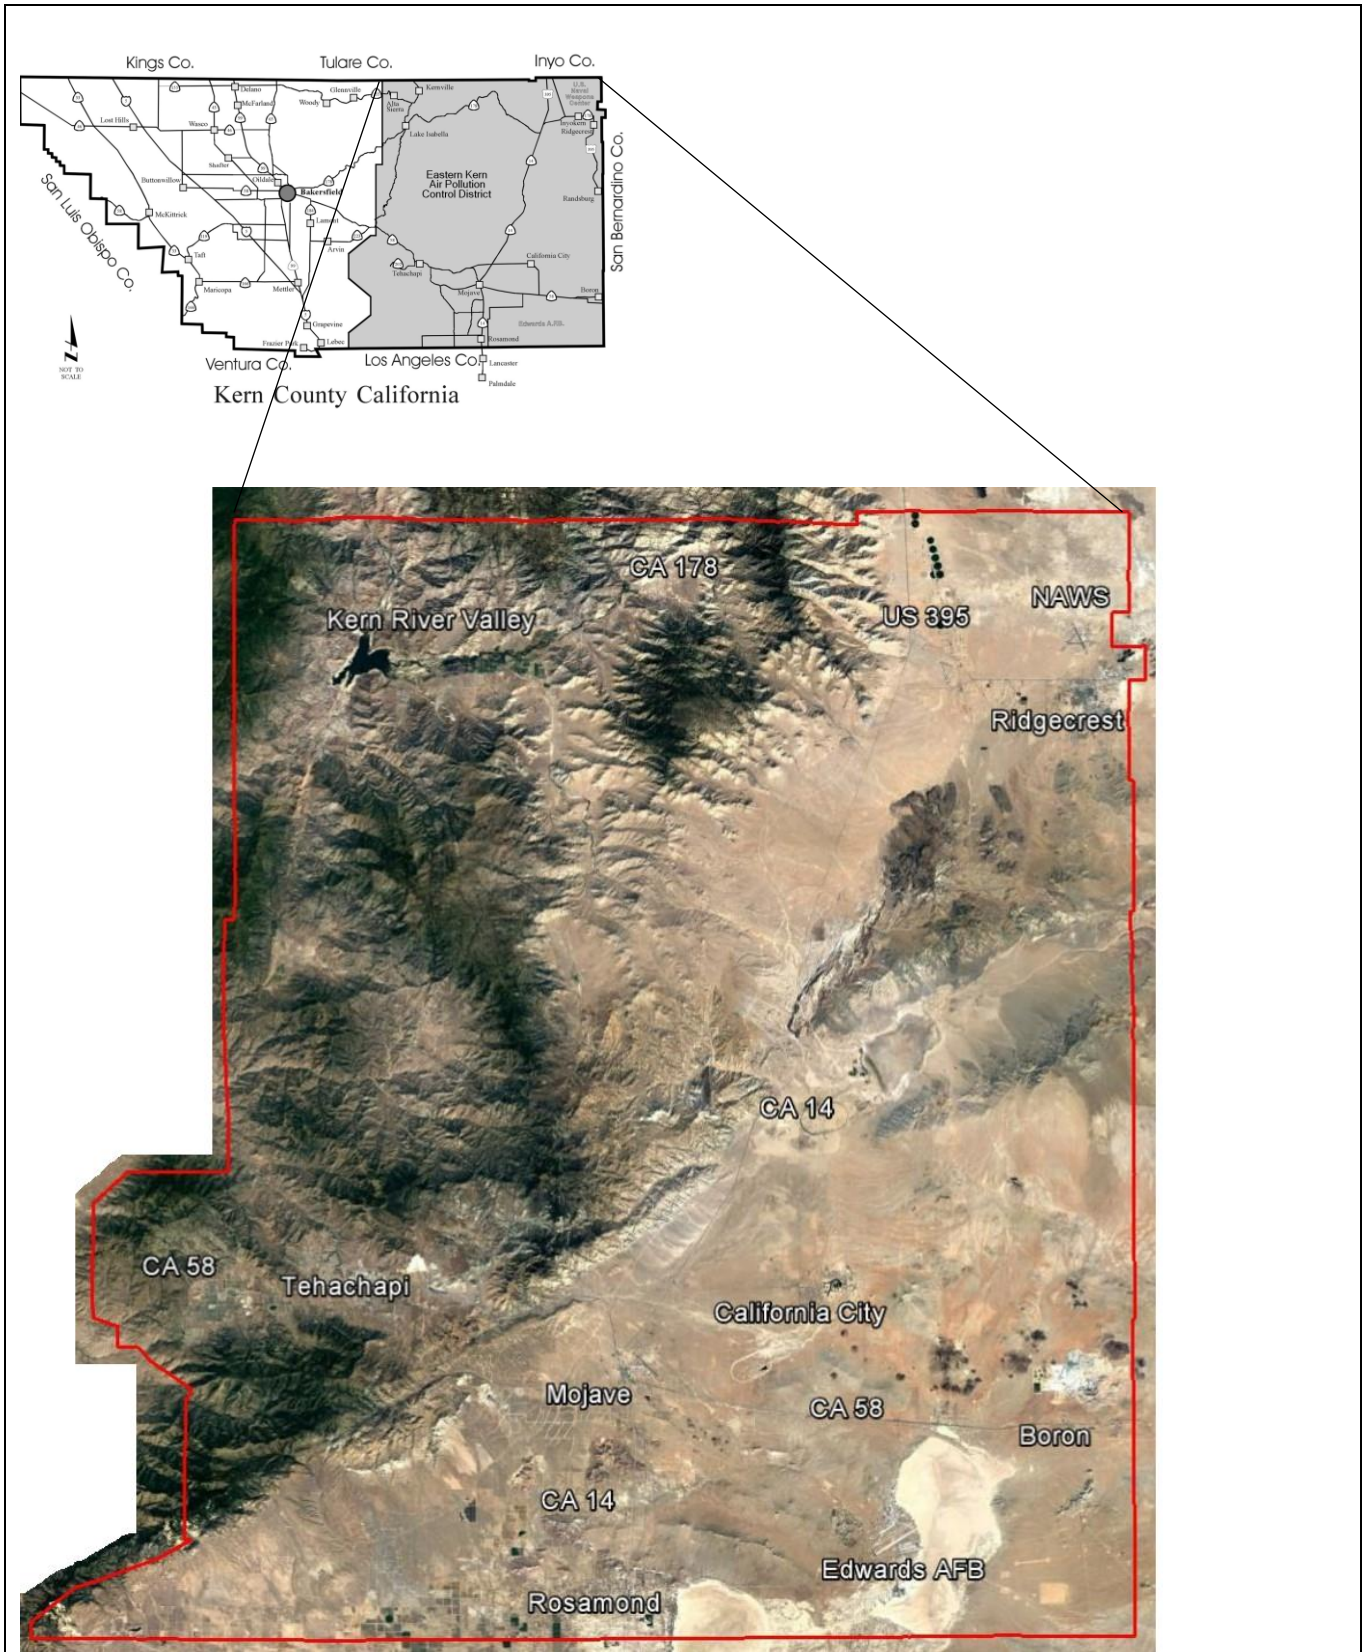 Kings Co.
Tulare Co.
Inyo Co.
Delano
McFarland
Woody
Glennville
Alta
Sierra
Kernville
U.S.
Naval
Weapons
Center
Inyokern
Ridgecrest
Lost Hills
Wasco
Lake Isabella
Shafter
Buttonwillow
Oildale
Bakersfield
Eastern Kern
Air Pollution
Control District
Randsburg
San Bernardino Co.
San Luis Obispo Co.
McKittrick
Lamont
Arvin
Taft
Tehachapi
California City
Maricopa
Mettler
Mojave
Boron
Grapevine
Edwards A.F.B.
Frazier Park
Lebec
Rosamond
NOT TO
SCALE
Ventura Co.
Los Angeles Co.
Lancaster
Palmdale
Kern County California
CA 178
Kern River Valley
US 395
NAWS
Ridgecrest
CA 14
CA 58
Tehachapi
California City
Mojave
CA 58
Boron
CA 14
Edwards AFB
Rosamond